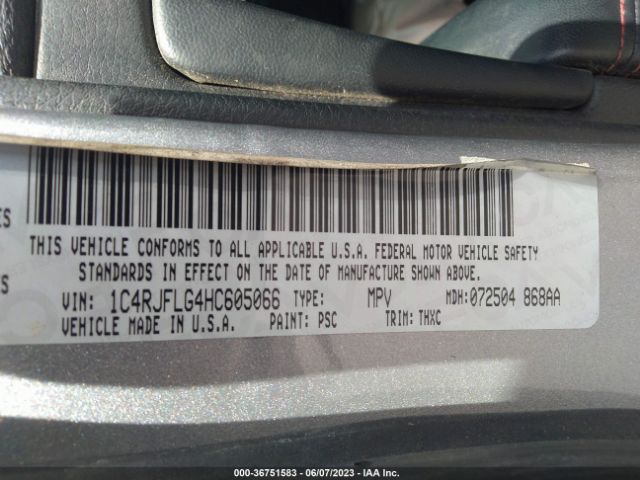 ES
THIS VEHICLE CONFORMS TO ALL APPLICABLE U.S.A. FEDERAL MOTOR VEHICLE SAFETY
STANDARDS IN EFFECT ON THE DATE OF MANUFACTURE SHOWN ABOVE.
S
VIN: 1C4RJFLG4HC605066 TYPE: MPV MDH: 072504 868AA
VEHICLE MADE IN U.S.A. PAINT: PSC TRIM: THXC
000-36751583 - 06/07/2023 - IAA Inc.